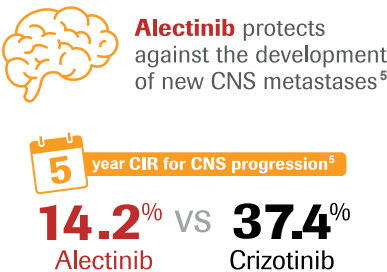 Alectinib protects
against the development
of new CNS metastases⁵
5
year CIR for CNS progression⁵
14.2% vs 37.4%
Alectinib Crizotinib